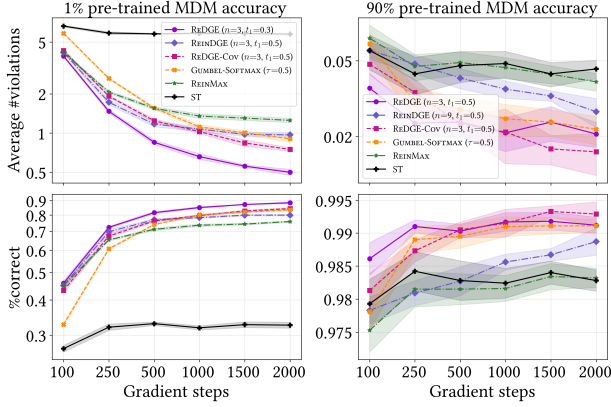 1% pre-trained MDM accuracy
Average #violations
5
2
1
0.5
REDGE (n=3, t₁=0.3)
REINDGE (n=3, t₁=0.5)
REDGE-COV (n=3, t₁=0.5)
GUMBEL-SOFTMAX (τ=0.5)
REINMAX
ST
90% pre-trained MDM accuracy
0.05
0.02
REDGE (n=3, t₁=0.5)
REINDGE (n=9, t₁=0.5)
REDGE-COV (n=3, t₁=0.5)
GUMBEL-SOFTMAX (τ=0.5)
REINMAX
ST
%correct
0.9
0.8
0.7
0.6
0.5
0.4
0.3
100 250 500 1000 1500 2000
Gradient steps
0.995
0.99
0.985
0.98
0.975
100 250 500 1000 1500 2000
Gradient steps